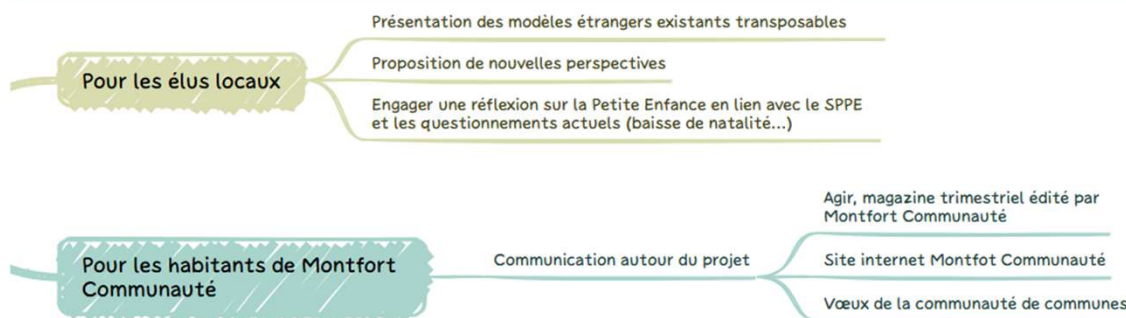 Présentation des modèles étrangers existants transposables
Pour les élus locaux
Proposition de nouvelles perspectives
Engager une réflexion sur la Petite Enfance en lien avec le SPPE
et les questionnements actuels (baisse de natalité...)
Pour les habitants de Montfort
Communauté
Communication autour du projet
Agir, magazine trimestriel édité par
Montfort Communauté
Site internet Montfot Communauté
Vœux de la communauté de communes